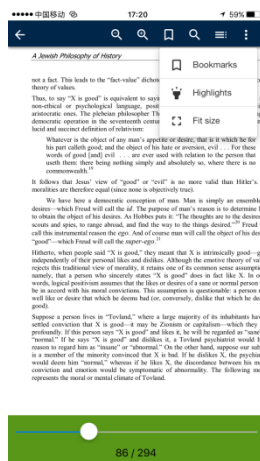 中国移动 17:20 59%
A Jewish Philosophy of History
Bookmarks
Highlights
Fit size
not a fact. This leads to the "fact-value" dichon
theory of values.
Thus, to say "X is good" is equivalent to sayin
non-ethical or psychological language, posit
aristocratic ones. The plebeian philosopher Th
democratic operation in the seventeenth centur
lucid and succinct definition of relativism:
Whatever is the object of any man's appetite or desire, that is it which he for
his part calleth good; and the object of his hate or aversion, evil . . . For these
words of good [and] evil . . . are ever used with relation to the person that
useth them: there being nothing simply and absolutely so, where there is no
commonwealth.
It follows that Jesus' view of "good" or "evil" is no more valid than Hitler's.
moralities are therefore equal (since none is objectively true).
We have here a democratic conception of man. Man is simply an ensemble
desires—which Freud will call the id. The purpose of man's reason is to determine h
to obtain the object of his desires. As Hobbes puts it: "The thoughts are to the desires
scouts and spies, to range abroad, and find the way to the things desired." Freud
call this instrumental reason the ego. And of course man will call the object of his des
"good"—which Freud will call the super-ego.
Hitherto, when people said "X is good," they meant that X is intrinsically good—q
independently of their personal likes and dislikes. Although the emotive theory of val
rejects this traditional view of morality, it retains one of its common sense assumpti
namely, that a person who sincerely states "X is good" does in fact like X. In o
words, logical positivism assumes that the likes or desires of a sane or normal person
be in accord with his moral convictions. This assumption is questionable: a person m
well like or desire that which he deems bad (or, conversely, dislike that which he dee
good).
Suppose a person lives in "Tovland," where a large majority of its inhabitants hav
settled conviction that X is good—it may be Zionism or capitalism—which they
profoundly. If this person says "X is good" and likes it, he will be regarded as "sane
"normal." If he says "X is good" and dislikes it, a Tovland psychiatrist would h
reason to regard him as "insane" or "abnormal." On the other hand, suppose our sub
is a member of the minority convinced that X is bad. If he dislikes X, the psychiat
would deem him "normal," whereas if he likes X, the discordance between his mo
conviction and emotion would be symptomatic of abnormality. The following me
represents the moral or mental climate of Tovland.
86 / 294